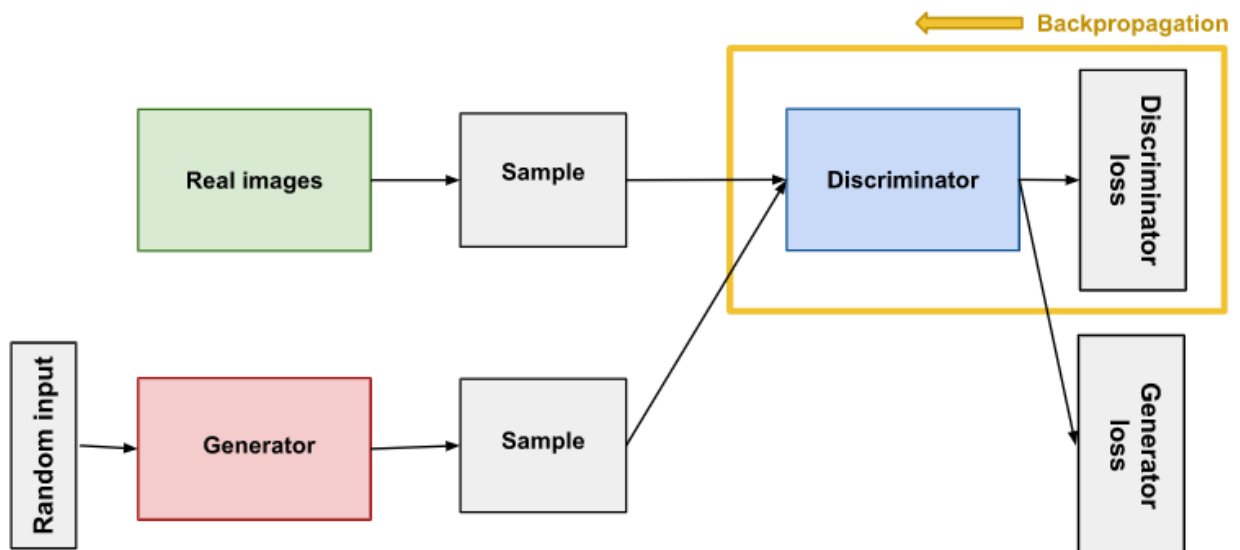 Backpropagation
Real images
Sample
Discriminator
Discriminator
loss
Random input
Generator
Sample
Generator
loss